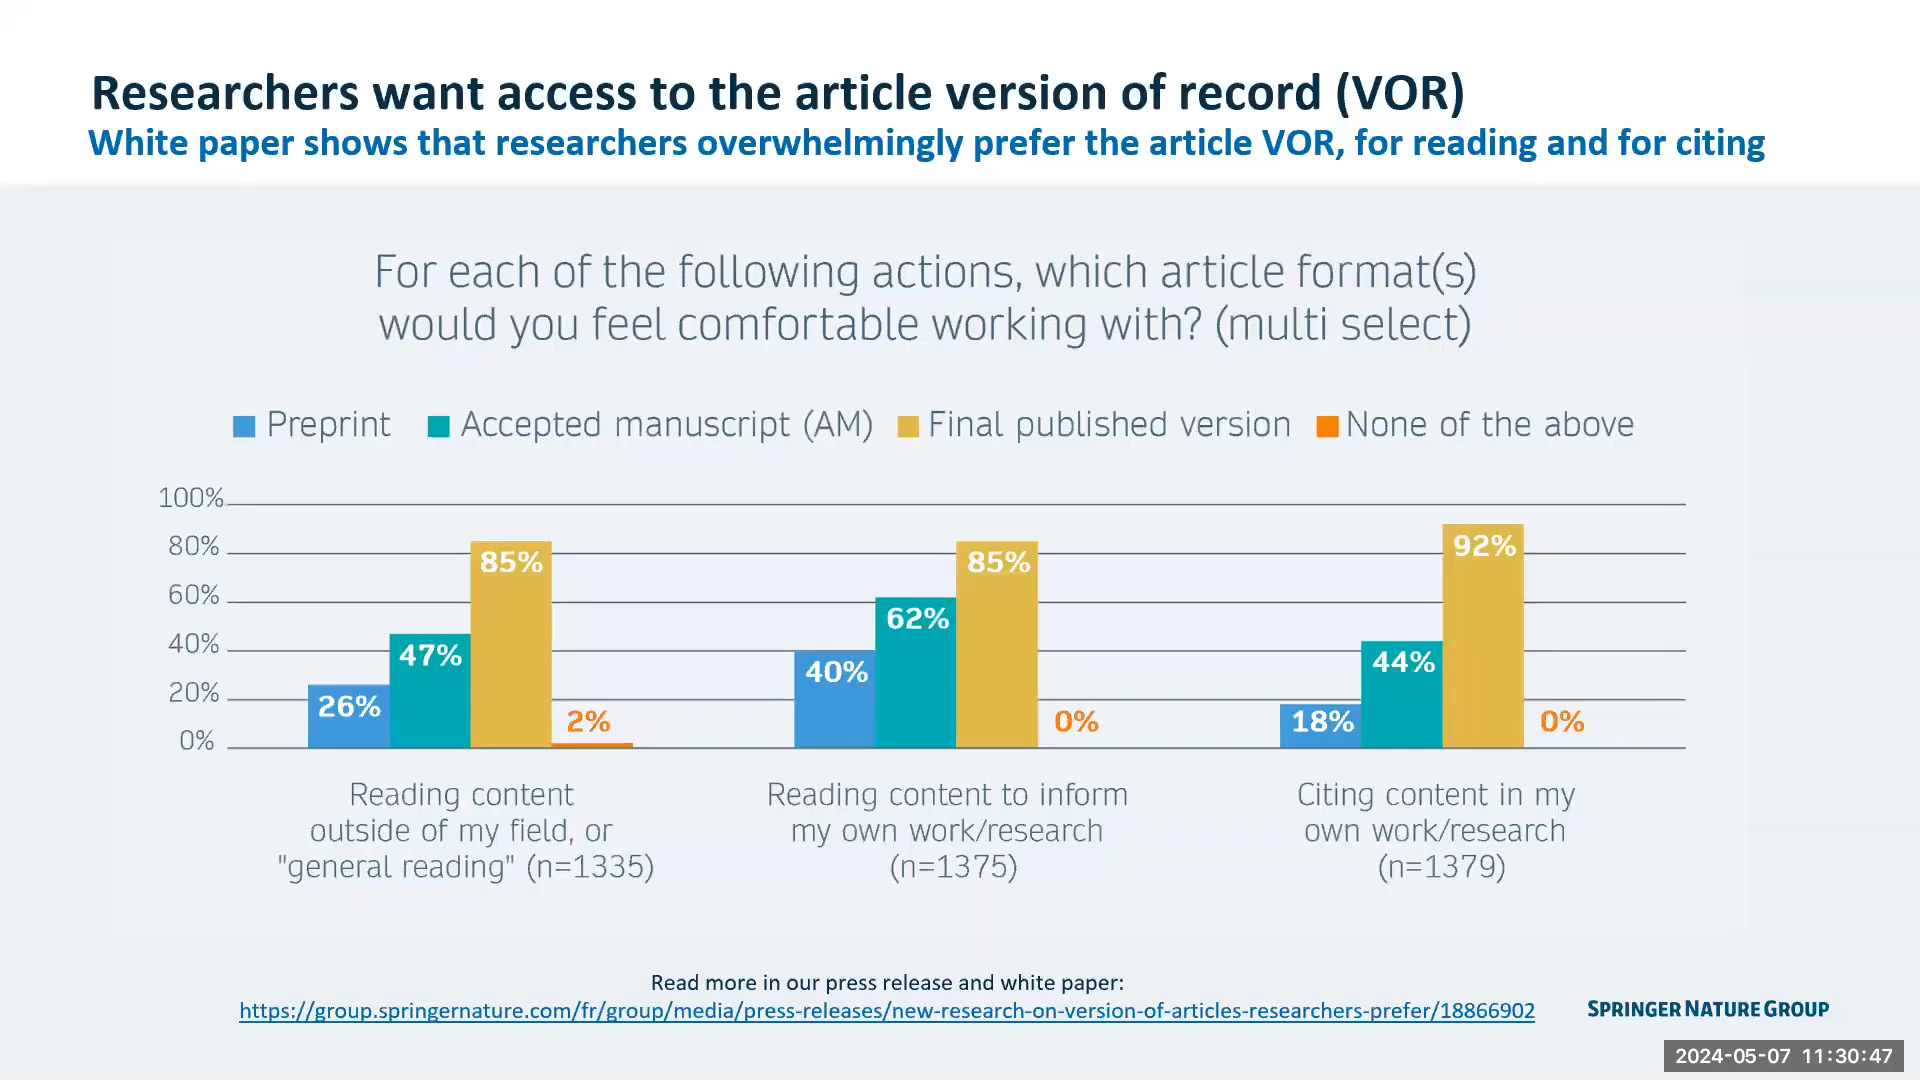 Researchers want access to the article version of record (VOR)
White paper shows that researchers overwhelmingly prefer the article VOR, for reading and for citing
For each of the following actions, which article format(s)
would you feel comfortable working with? (multi select)
Preprint Accepted manuscript (AM) Final published version None of the above
100%
80%
60%
40%
20%
0%
26% 47% 85% 2%
40% 62% 85% 0%
18% 44% 92% 0%
Reading content
outside of my field, or
"general reading" (n=1335)
Reading content to inform
my own work/research
(n=1375)
Citing content in my
own work/research
(n=1379)
Read more in our press release and white paper:
https://group.springernature.com/fr/group/media/press-releases/new-research-on-version-of-articles-researchers-prefer/18866902
SPRINGER NATURE GROUP
2024-05-07 11:30:47